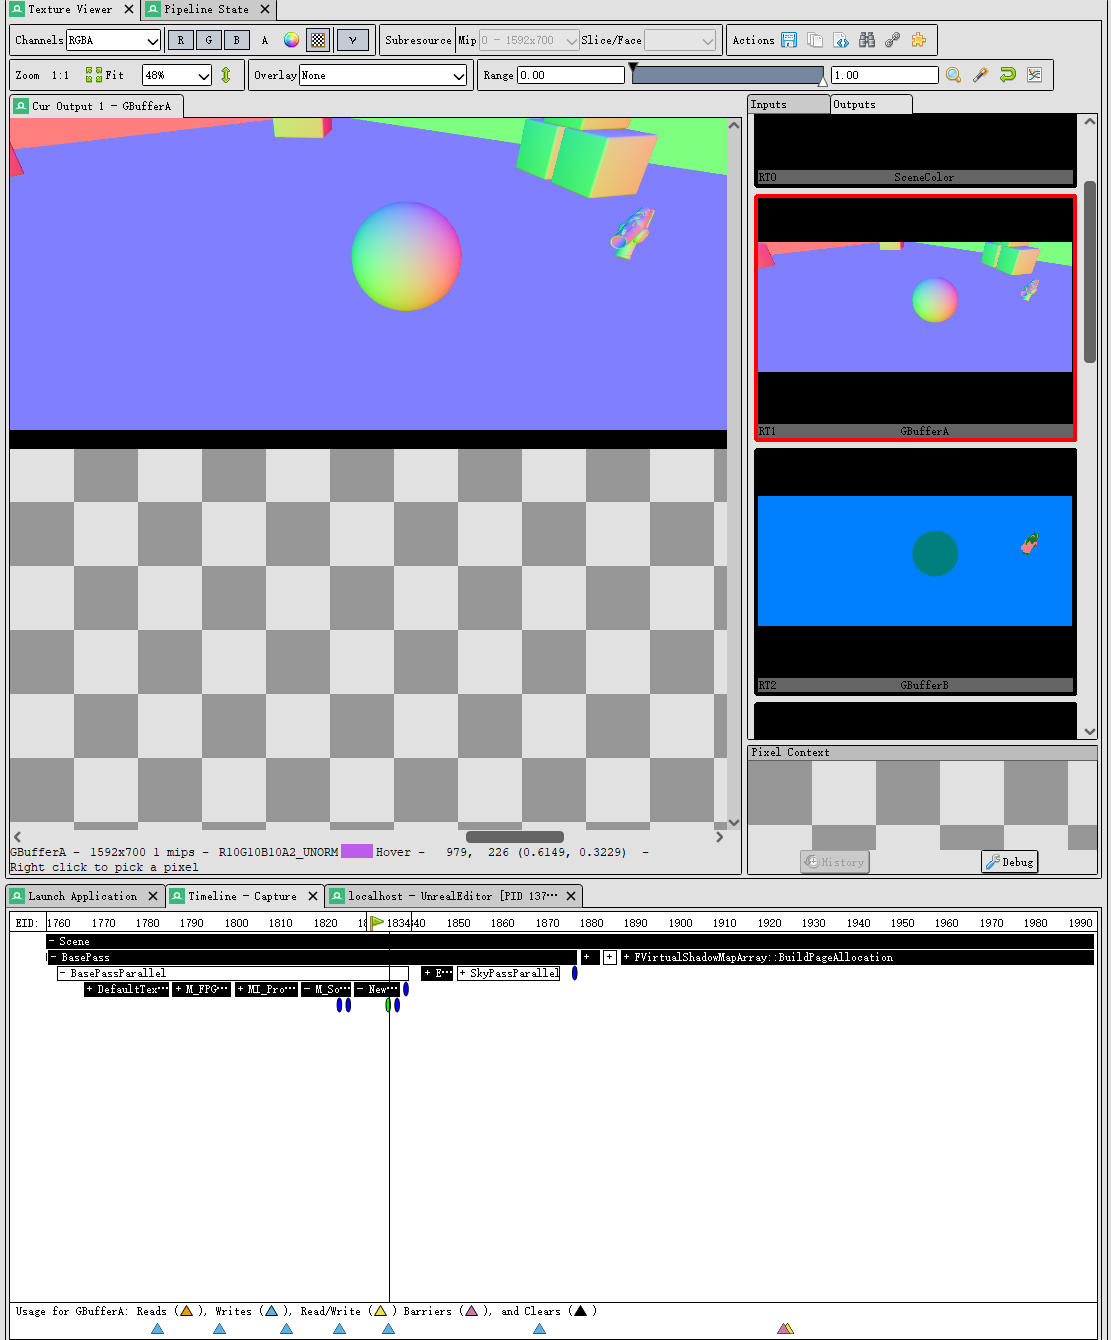 Texture Viewer Pipeline State
Channels RGBA R G B A γ Subresource Mip 0 - 1592x700 Slice/Face Actions
Zoom 1:1 Fit 48% Overlay None Range 0.00 1.00
Cur Output 1 - GBufferA
Inputs Outputs
RT0 SceneColor
RT1 GBufferA
RT2 GBufferB
Pixel Context
History Debug
GBufferA - 1592x700 1 mips - R10G10B10A2_UNORM Hover - 979, 226 (0.6149, 0.3229) -
Right click to pick a pixel
Launch Application Timeline - Capture localhost - UnrealEditor [PID 137···
EID: 1760 1770 1780 1790 1800 1810 1820 18 1834 40 1850 1860 1870 1880 1890 1900 1910 1920 1930 1940 1950 1960 1970 1980 1990
- Scene
- BasePass + + + FVirtualShadowMapArray::BuildPageAllocation
- BasePassParallel + E··· + SkyPassParallel
+ DefaultTex··· + M_FPG··· + MI_Pro··· - M_So··· - New···
Usage for GBufferA: Reads ( ), Writes ( ), Read/Write ( ) Barriers ( ), and Clears ( )